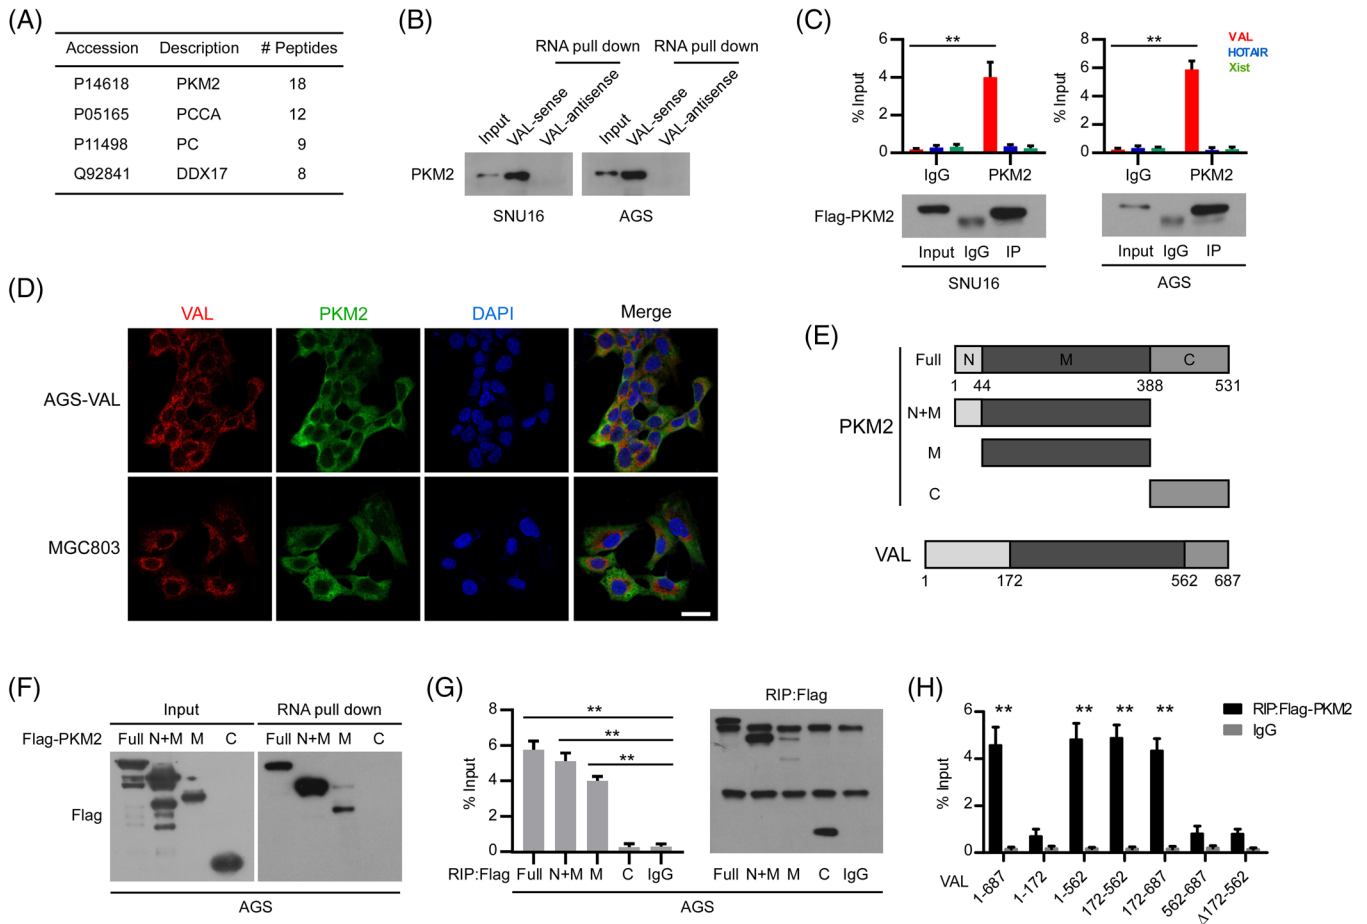 (A)
Accession Description # Peptides
P14618 PKM2 18
P05165 PCCA 12
P11498 PC 9
Q92841 DDX17 8
(B)
RNA pull down RNA pull down
Input VAL-sense VAL-antisense Input VAL-sense VAL-antisense
PKM2
SNU16 AGS
(C)
% Input
6
4
2
0
**
IgG PKM2
% Input
8
6
4
2
0
**
IgG PKM2
VAL
HOTAIR
Xist
Flag-PKM2
Input IgG IP Input IgG IP
SNU16 AGS
(D)
VAL PKM2 DAPI Merge
AGS-VAL
MGC803
(E)
PKM2
Full N M C
1 44 388 531
N+M
M
C
VAL
1 172 562 687
(F)
Input RNA pull down
Flag-PKM2 Full N+M M C Full N+M M C
Flag
AGS
(G)
% Input
8
6
4
2
0
**
**
**
RIP:Flag
RIP:Flag Full N+M M C IgG Full N+M M C IgG
AGS
(H)
% Input
6
4
2
0
** ** ** **
RIP:Flag-PKM2
IgG
VAL 1-687 1-172 1-562 172-562 172-687 562-687 Δ172-562